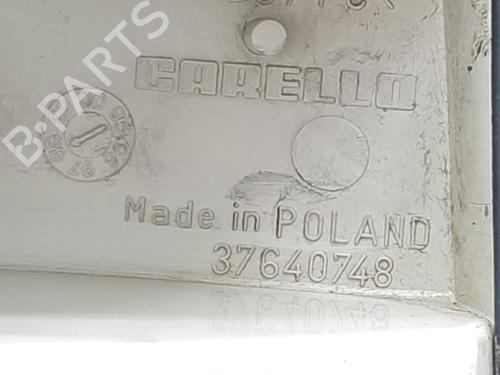 CARELLO
Made in POLAND
37640748
B-PARTS